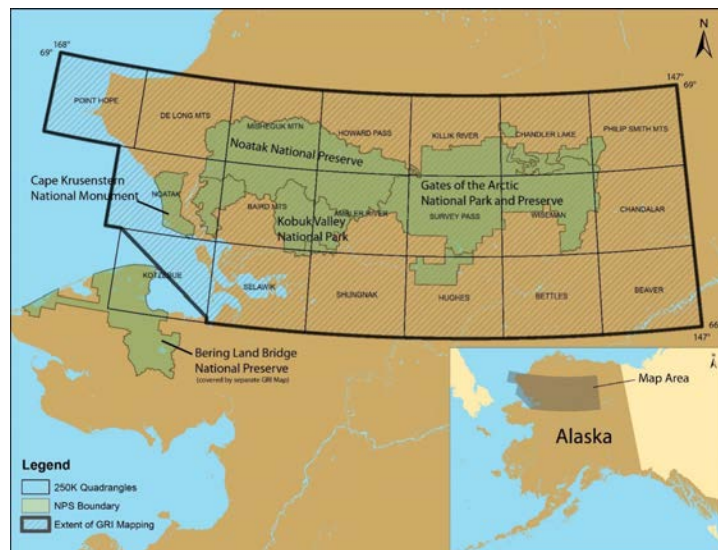 N
168°
69°
147°
69°
POINT HOPE
DE LONG MTS
MISHEGUK MTN
HOWARD PASS
KILLIK RIVER
CHANDLER LAKE
PHILIP SMITH MTS
Noatak National Preserve
Cape Krusenstern
National Monument
NOATAK
BAIRD MTS
AMBLER RIVER
Kobuk Valley
National Park
Gates of the Arctic
National Park and Preserve
SURVEY PASS
WISEMAN
CHANDALAR
KOTZEBUE
SELAWIK
SHUNGNAK
HUGHES
BETTLES
BEAVER
66°
147°
Bering Land Bridge
National Preserve
(covered by separate GRI Map)
Map Area
Alaska
Legend
250K Quadrangles
NPS Boundary
Extent of GRI Mapping